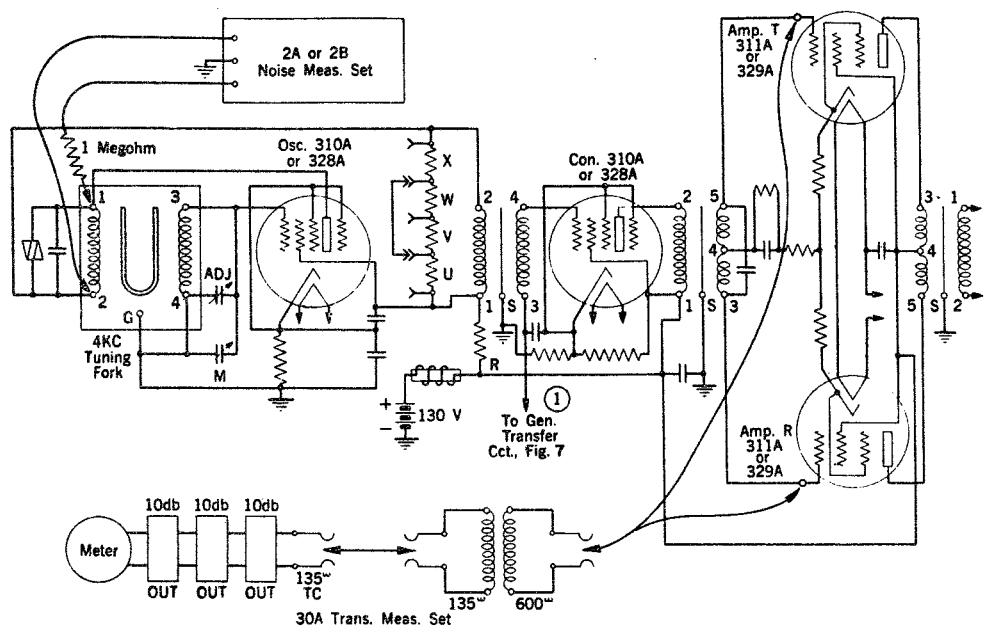 2A or 2B
Noise Meas. Set
1 Megohm
Osc. 310A
or 328A
Con. 310A
or 328A
Amp. T
311A
or
329A
X
W
V
U
1
2
3
4
ADJ
G
M
4KC
Tuning
Fork
2
4
1
S
3
R
+
−
130 V
1
To Gen.
Transfer
Cct., Fig. 7
2
1
S
5
4
3
3
1
4
5
S
2
Amp. R
311A
or
329A
10db
10db
10db
Meter
OUT
OUT
OUT
135
TC
135
600
30A Trans. Meas. Set